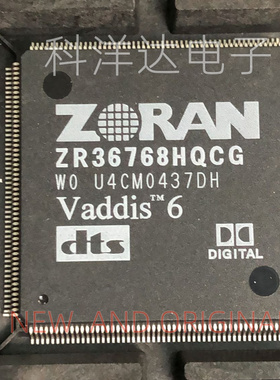 科洋达电子
ZORAN
ZR36768HQCG
W0 U4CM0437DH
Vaddis™ 6
dts
DIGITAL
NEW AND ORIGINAL